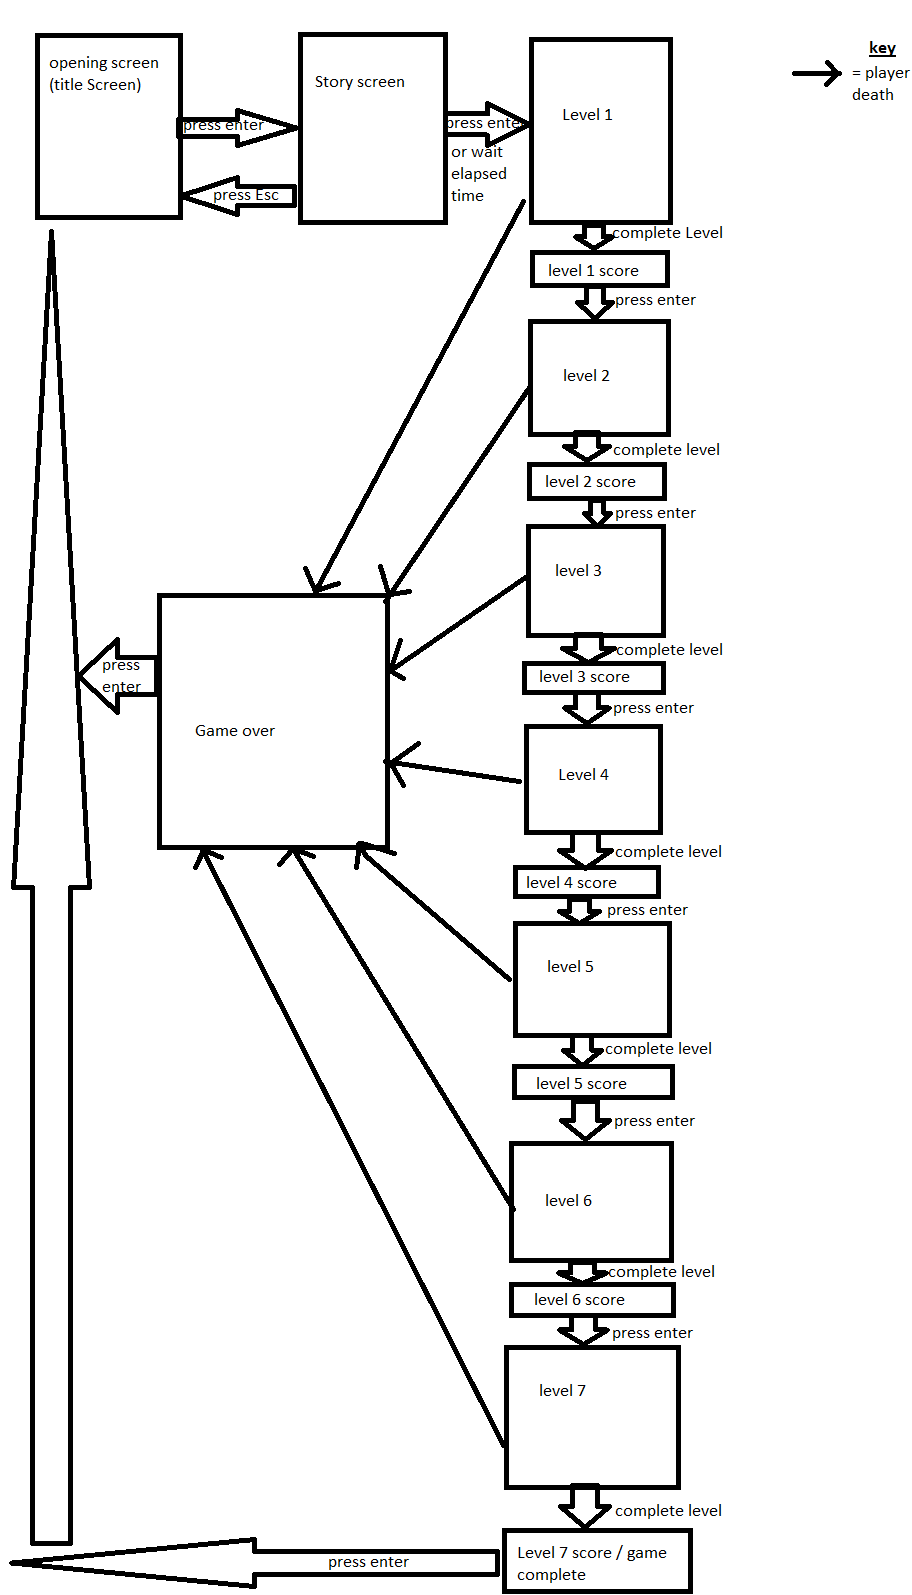 key
= player
death
opening screen
(title Screen)
Story screen
Level 1
press enter
press enter
or wait
elapsed
time
press Esc
complete Level
level 1 score
press enter
level 2
complete level
level 2 score
press enter
level 3
complete level
level 3 score
press
enter
press enter
Game over
Level 4
complete level
level 4 score
press enter
level 5
complete level
level 5 score
press enter
level 6
complete level
level 6 score
press enter
level 7
complete level
Level 7 score / game
complete
press enter